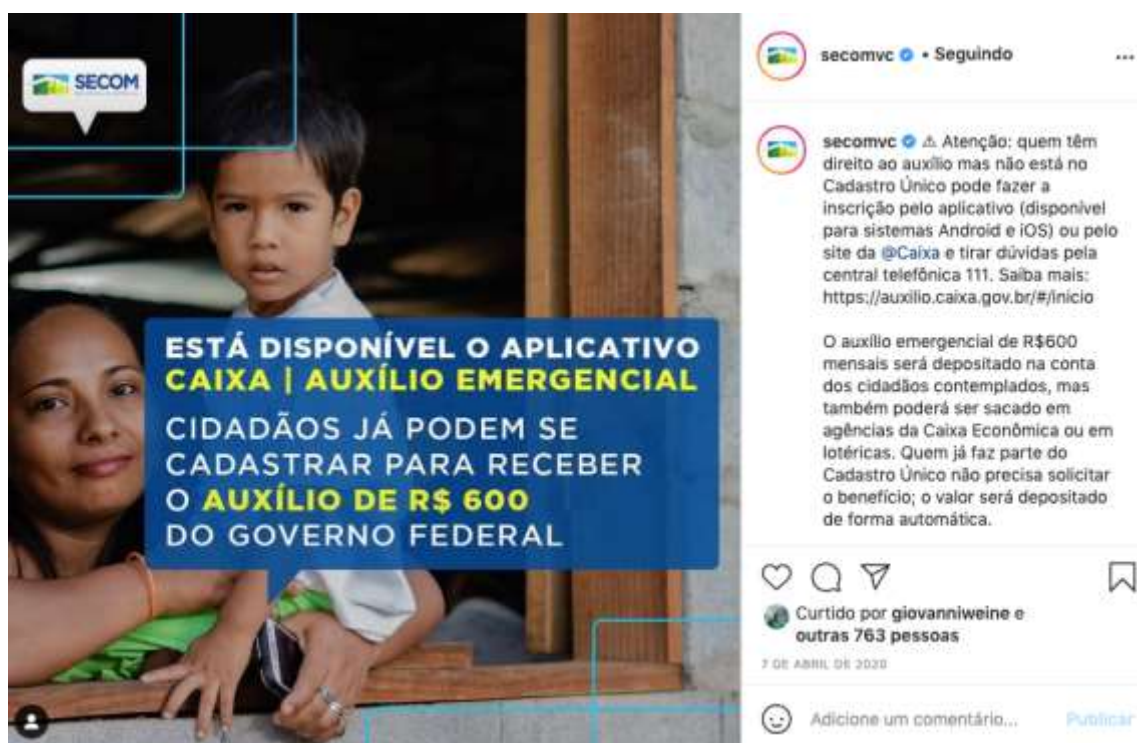 SECOM
ESTÁ DISPONÍVEL O APLICATIVO
CAIXA | AUXÍLIO EMERGENCIAL
CIDADÃOS JÁ PODEM SE
CADASTRAR PARA RECEBER
O AUXÍLIO DE R$ 600
DO GOVERNO FEDERAL
secomvc • Seguindo
secomvc ⚠ Atenção: quem têm
direito ao auxílio mas não está no
Cadastro Único pode fazer a
inscrição pelo aplicativo (disponível
para sistemas Android e iOS) ou pelo
site da @Caixa e tirar dúvidas pela
central telefônica 111. Saiba mais:
https://auxilio.caixa.gov.br/#/inicio
O auxílio emergencial de R$600
mensais será depositado na conta
dos cidadãos contemplados, mas
também poderá ser sacado em
agências da Caixa Econômica ou em
lotéricas. Quem já faz parte do
Cadastro Único não precisa solicitar
o benefício; o valor será depositado
de forma automática.
Curtido por giovanniweine e
outras 763 pessoas
7 DE ABRIL DE 2020
Adicione um comentário...
Publicar